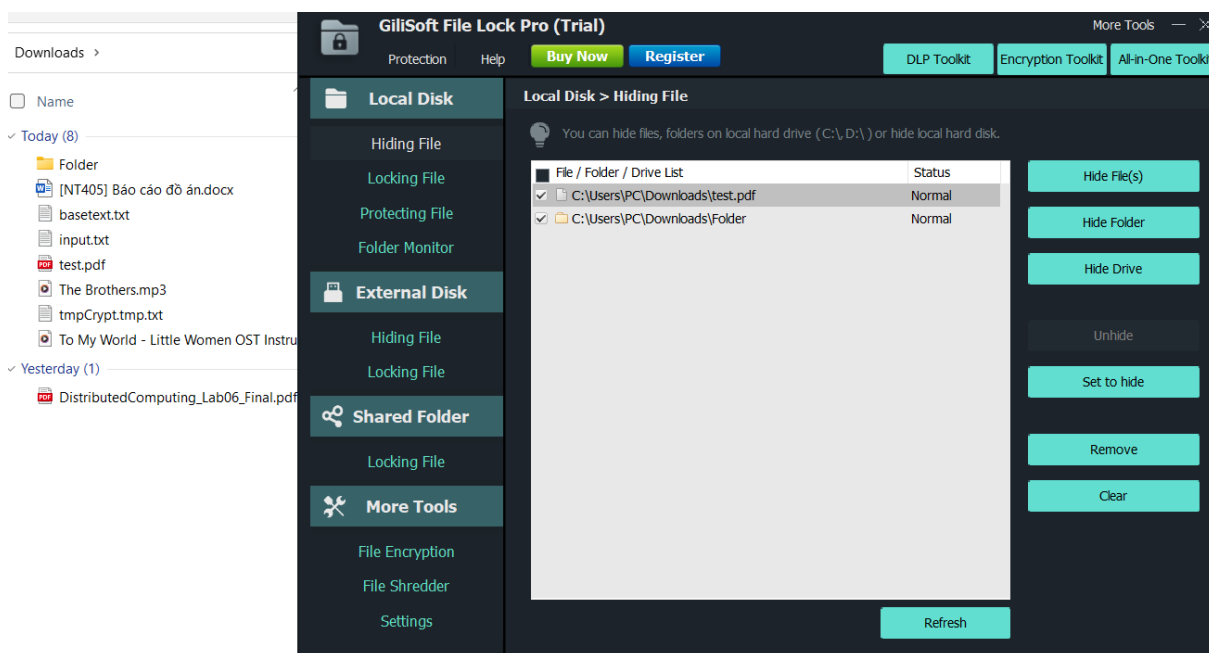 Downloads >
Name
Today (8)
Folder
[NT405] Báo cáo đồ án.docx
basetext.txt
input.txt
test.pdf
The Brothers.mp3
tmpCrypt.tmp.txt
To My World - Little Women OST Instru
Yesterday (1)
DistributedComputing_Lab06_Final.pdf
GiliSoft File Lock Pro (Trial)
More Tools
Protection Help Buy Now Register DLP Toolkit Encryption Toolkit All-in-One Toolki
Local Disk
Hiding File
Locking File
Protecting File
Folder Monitor
External Disk
Hiding File
Locking File
Shared Folder
Locking File
More Tools
File Encryption
File Shredder
Settings
Local Disk > Hiding File
You can hide files, folders on local hard drive ( C:\, D:\ ) or hide local hard disk.
File / Folder / Drive List Status
C:\Users\PC\Downloads\test.pdf Normal
C:\Users\PC\Downloads\Folder Normal
Hide File(s)
Hide Folder
Hide Drive
Unhide
Set to hide
Remove
Clear
Refresh